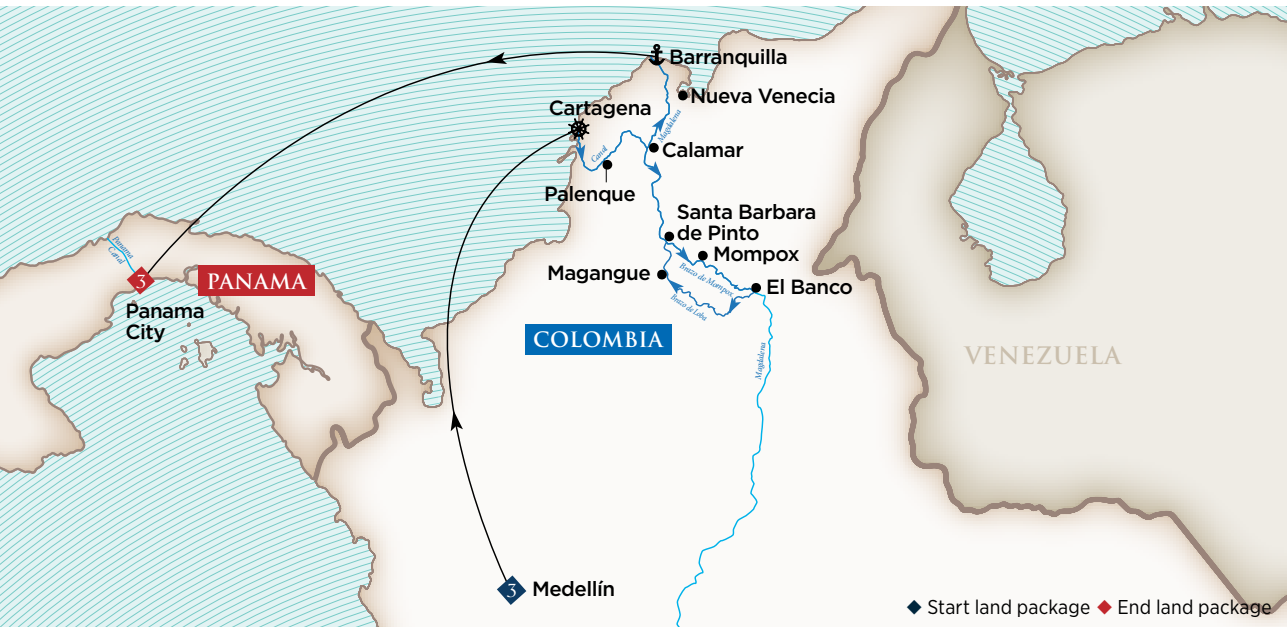 Barranquilla
Nueva Venecia
Cartagena
Magdalena
Canal
Calamar
Palenque
Santa Barbara
de Pinto
Mompox
Magangue
Brazo de Mompox
El Banco
Brazo de Loba
Panama
Canal
3
PANAMA
Panama
City
COLOMBIA
Magdalena
VENEZUELA
3
Medellín
Start land package
End land package